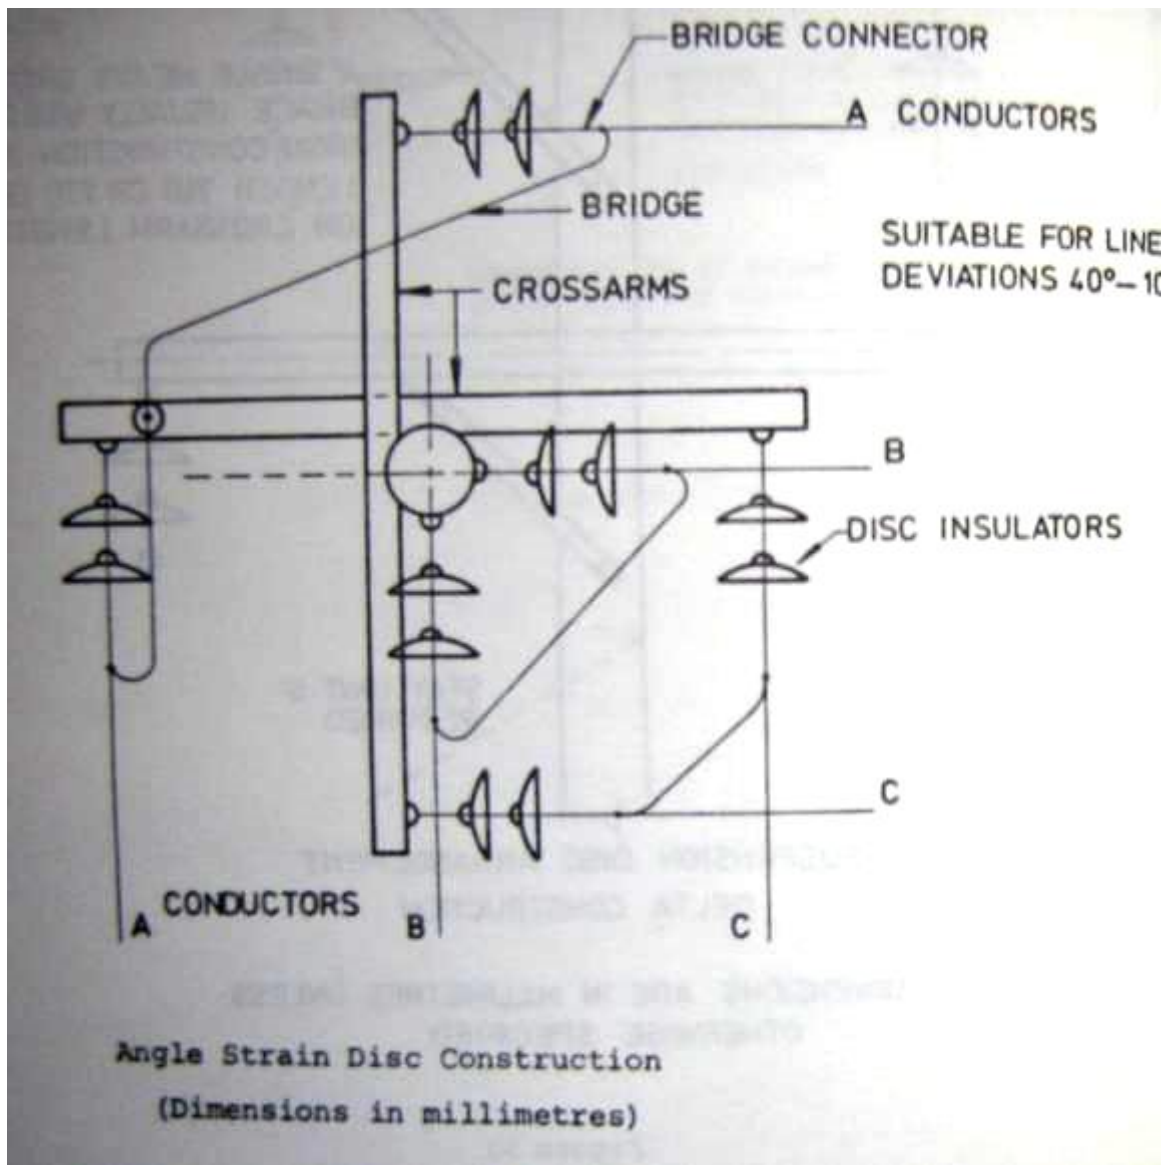 BRIDGE CONNECTOR
A CONDUCTORS
BRIDGE
SUITABLE FOR LINE
DEVIATIONS 40°–10
CROSSARMS
B
DISC INSULATORS
C
CONDUCTORS
A B C
Angle Strain Disc Construction
(Dimensions in millimetres)